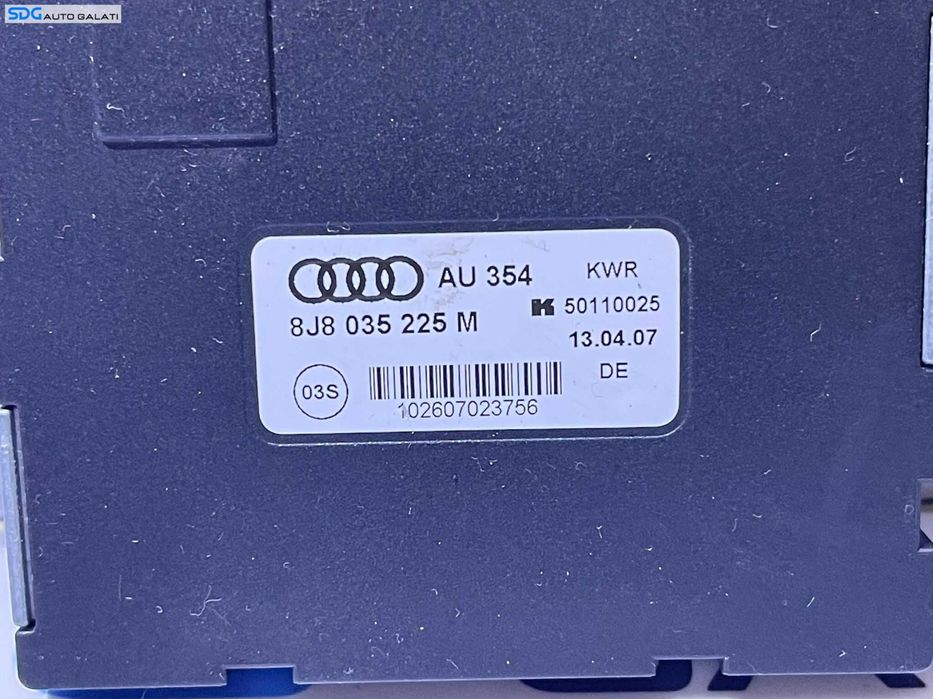 SDG AUTO GALATI
AU 354
KWR
8J8 035 225 M
K 50110025
13.04.07
DE
03S
102607023756